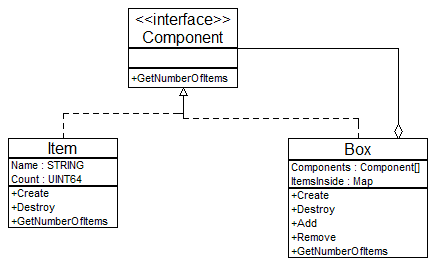 <<interface>>
Component
+GetNumberOfItems
Item
Name : STRING
Count : UINT64
+Create
+Destroy
+GetNumberOfItems
Box
Components : Component[]
ItemsInside : Map
+Create
+Destroy
+Add
+Remove
+GetNumberOfItems